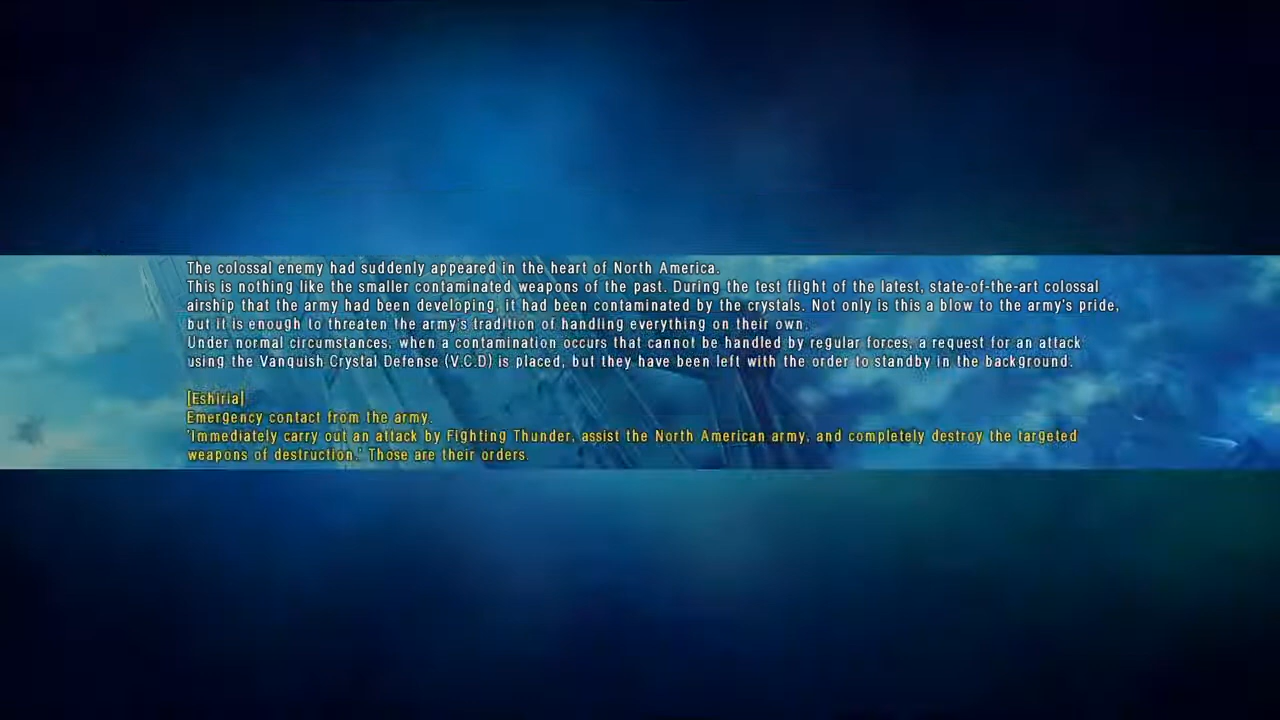 The colossal enemy had suddenly appeared in the heart of North America.
This is nothing like the smaller contaminated weapons of the past. During the test flight of the latest, state-of-the-art colossal
airship that the army had been developing, it had been contaminated by the crystals. Not only is this a blow to the army's pride,
but it is enough to threaten the army's tradition of handling everything on their own.
Under normal circumstances, when a contamination occurs that cannot be handled by regular forces, a request for an attack
using the Vanquish Crystal Defense (V.C.D) is placed, but they have been left with the order to standby in the background.
[Eshiria]
Emergency contact from the army.
'Immediately carry out an attack by Fighting Thunder, assist the North American army, and completely destroy the targeted
weapons of destruction.' Those are their orders.